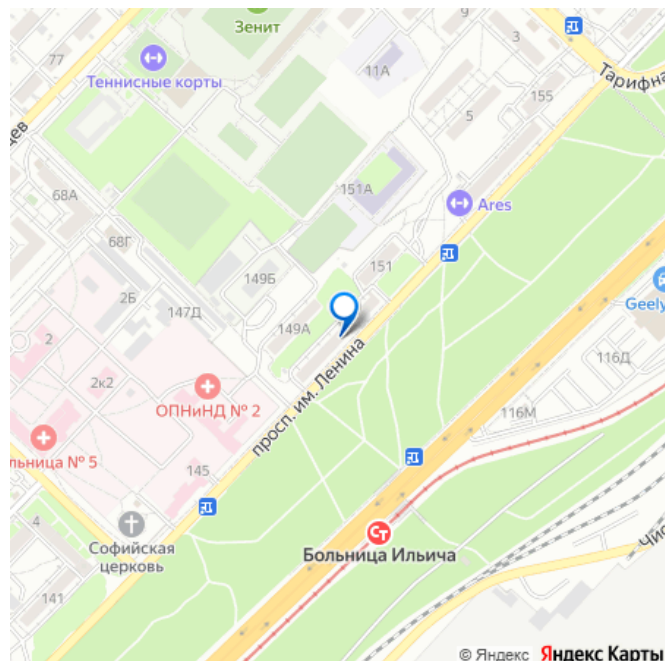 Зенит
9
3
77
Теннисные корты
11А
Тарифна
155
5
цев
68А
151А
Ares
68Г
149Б
151
2Б
147Д
149А
Geely
2
просп. им. Ленина
116Д
2к2
ОПНиНД № 2
116М
льница № 5
145
4
Софийская
церковь
Больница Ильича
Чис
141
© Яндекс Яндекс Карты